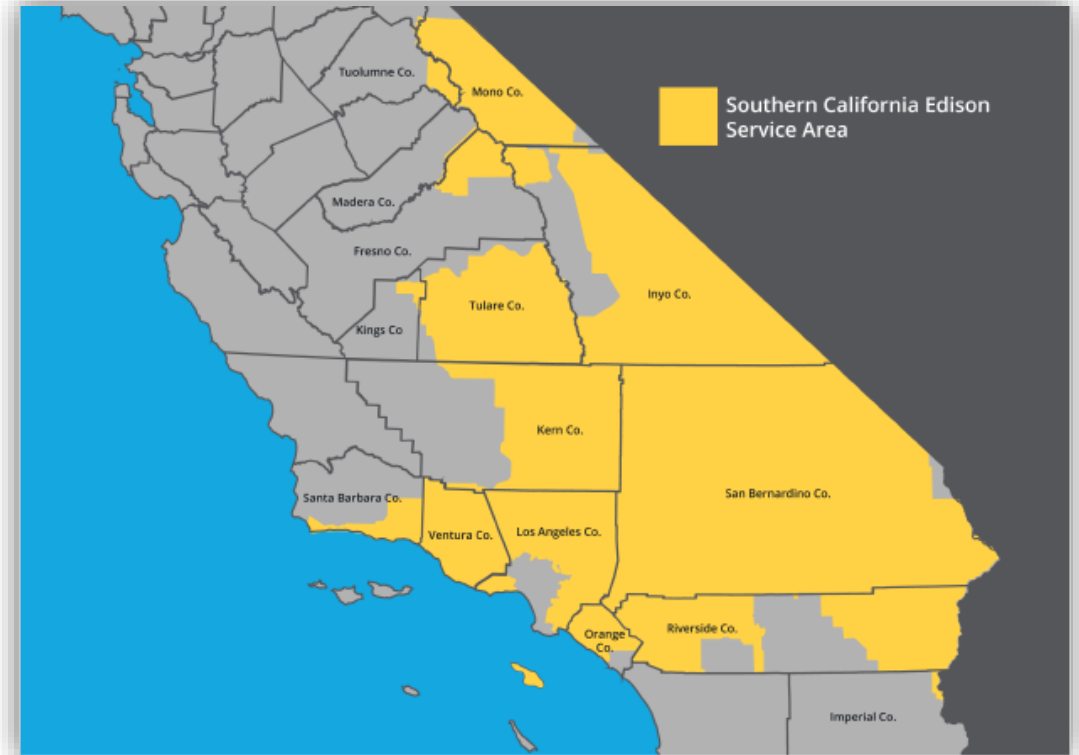 Tuolumne Co.
Mono Co.
Southern California Edison
Service Area
Madera Co.
Fresno Co.
Inyo Co.
Tulare Co.
Kings Co
Kern Co.
San Bernardino Co.
Santa Barbara Co.
Ventura Co.
Los Angeles Co.
Riverside Co.
Orange
Co.
Imperial Co.